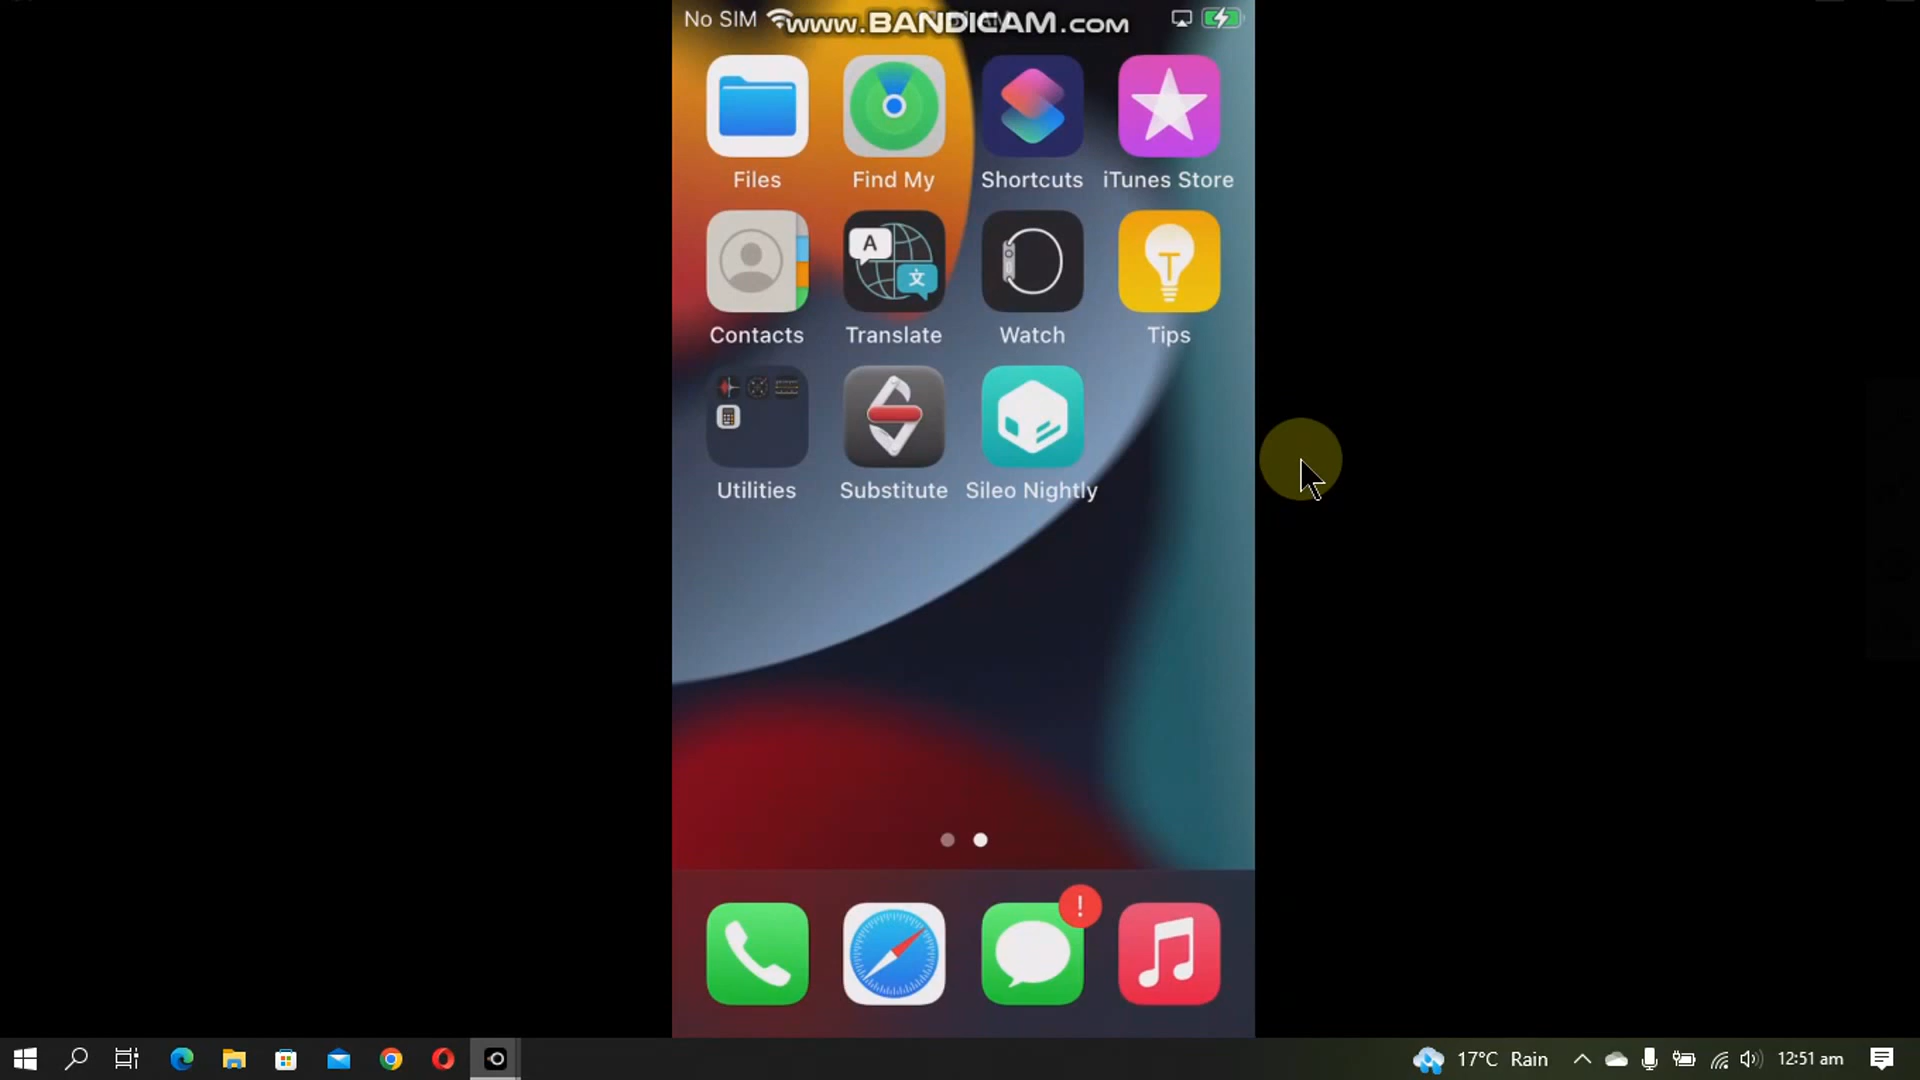 No SIM
www.BANDICAM.com
Files
Find My
Shortcuts
iTunes Store
A
文
Contacts
Translate
Watch
Tips
Utilities
Substitute
Sileo Nightly
!
17°C Rain
12:51 am